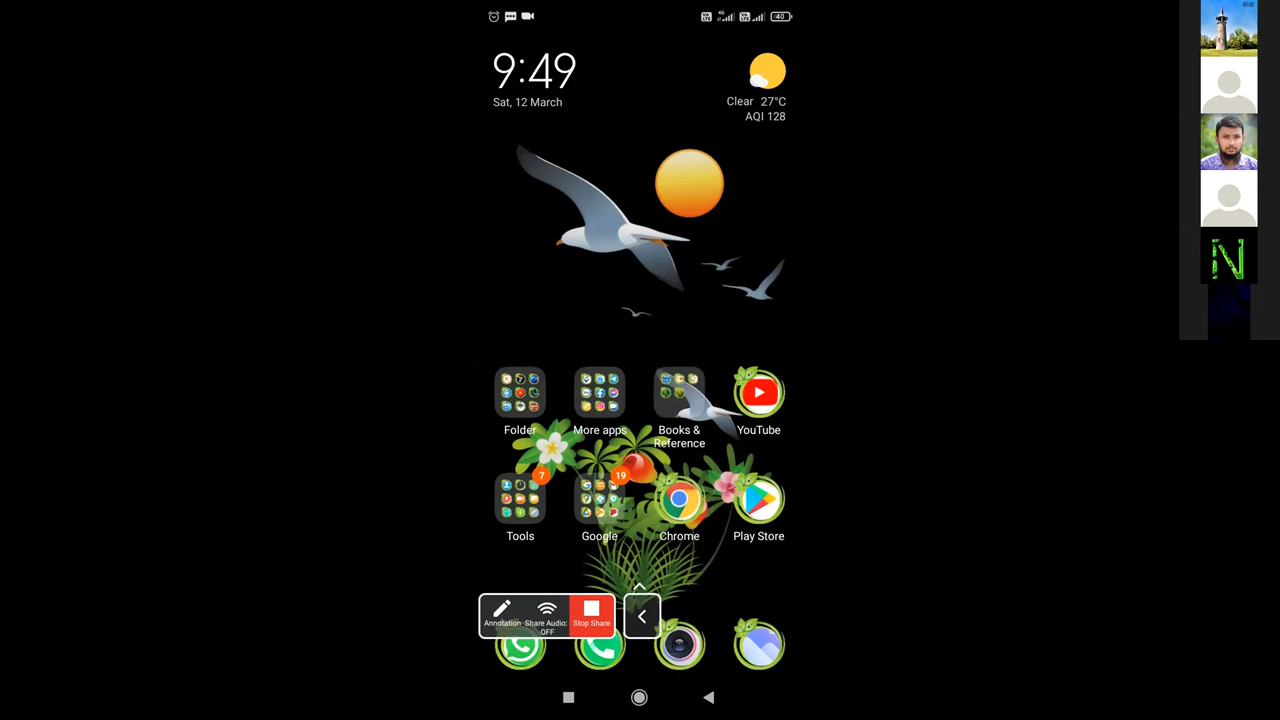 40
9:49
Sat, 12 March
Clear 27°C
AQI 128
Folder
More apps
Books &
Reference
YouTube
7
19
Tools
Google
Chrome
Play Store
Annotation
Share Audio:
OFF
Stop Share
N